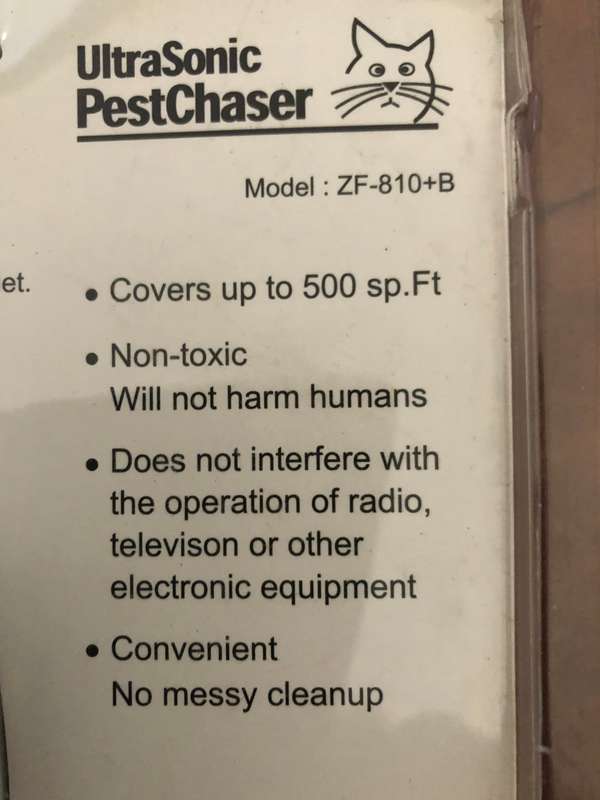 UltraSonic
PestChaser
Model : ZF-810+B
et.
• Covers up to 500 sp.Ft
• Non-toxic
Will not harm humans
• Does not interfere with
the operation of radio,
televison or other
electronic equipment
• Convenient
No messy cleanup